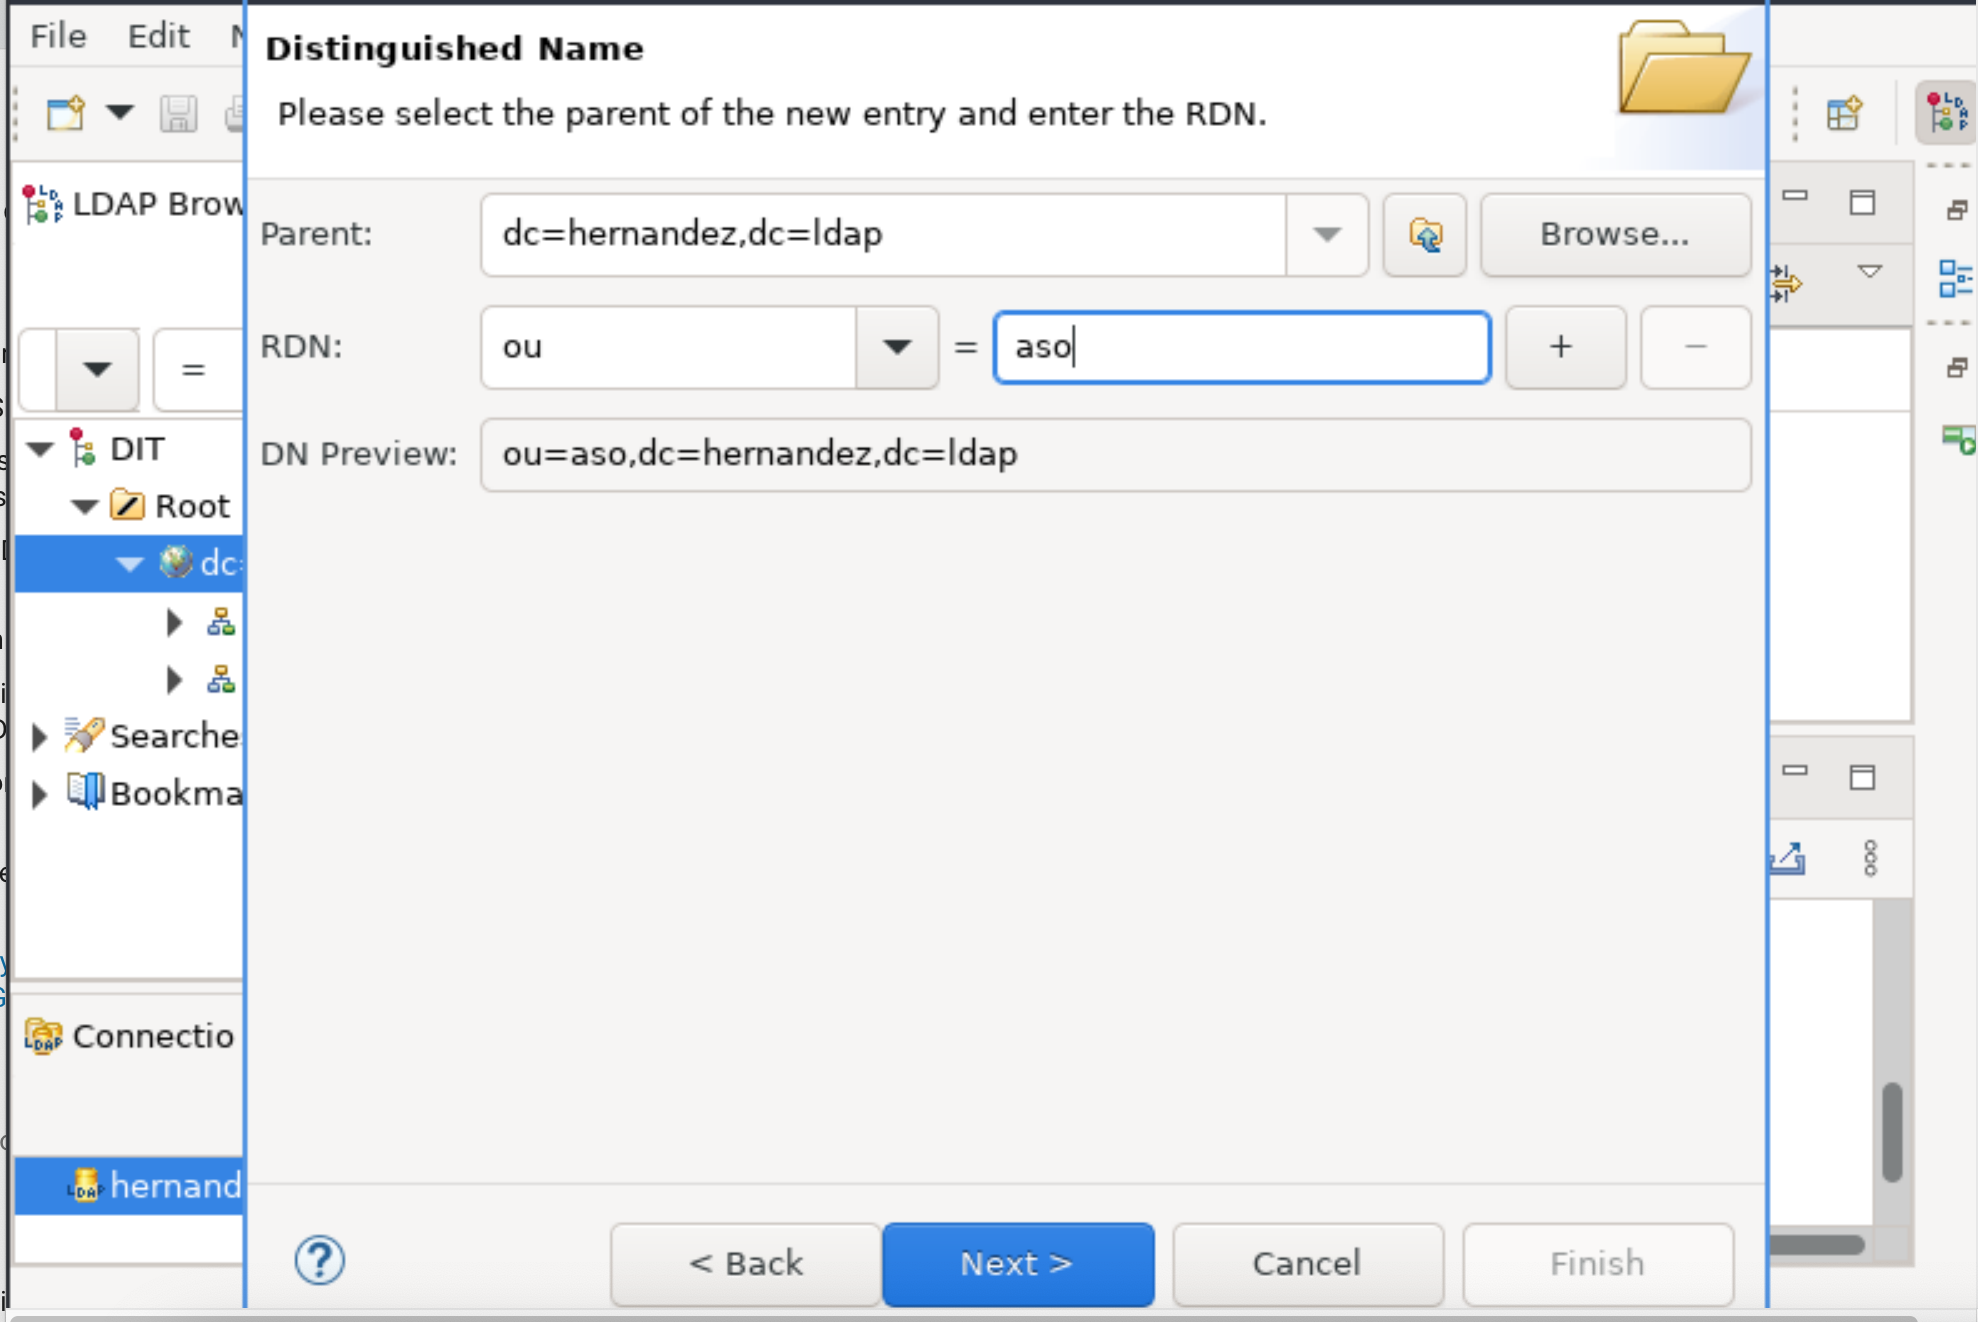 File Edit
Distinguished Name
Please select the parent of the new entry and enter the RDN.
LDAP Brow
Parent: dc=hernandez,dc=ldap Browse...
RDN: ou = aso + −
=
DN Preview: ou=aso,dc=hernandez,dc=ldap
DIT
Root
dc=
Searche
Bookma
Connectio
LDAP hernand
? < Back Next > Cancel Finish